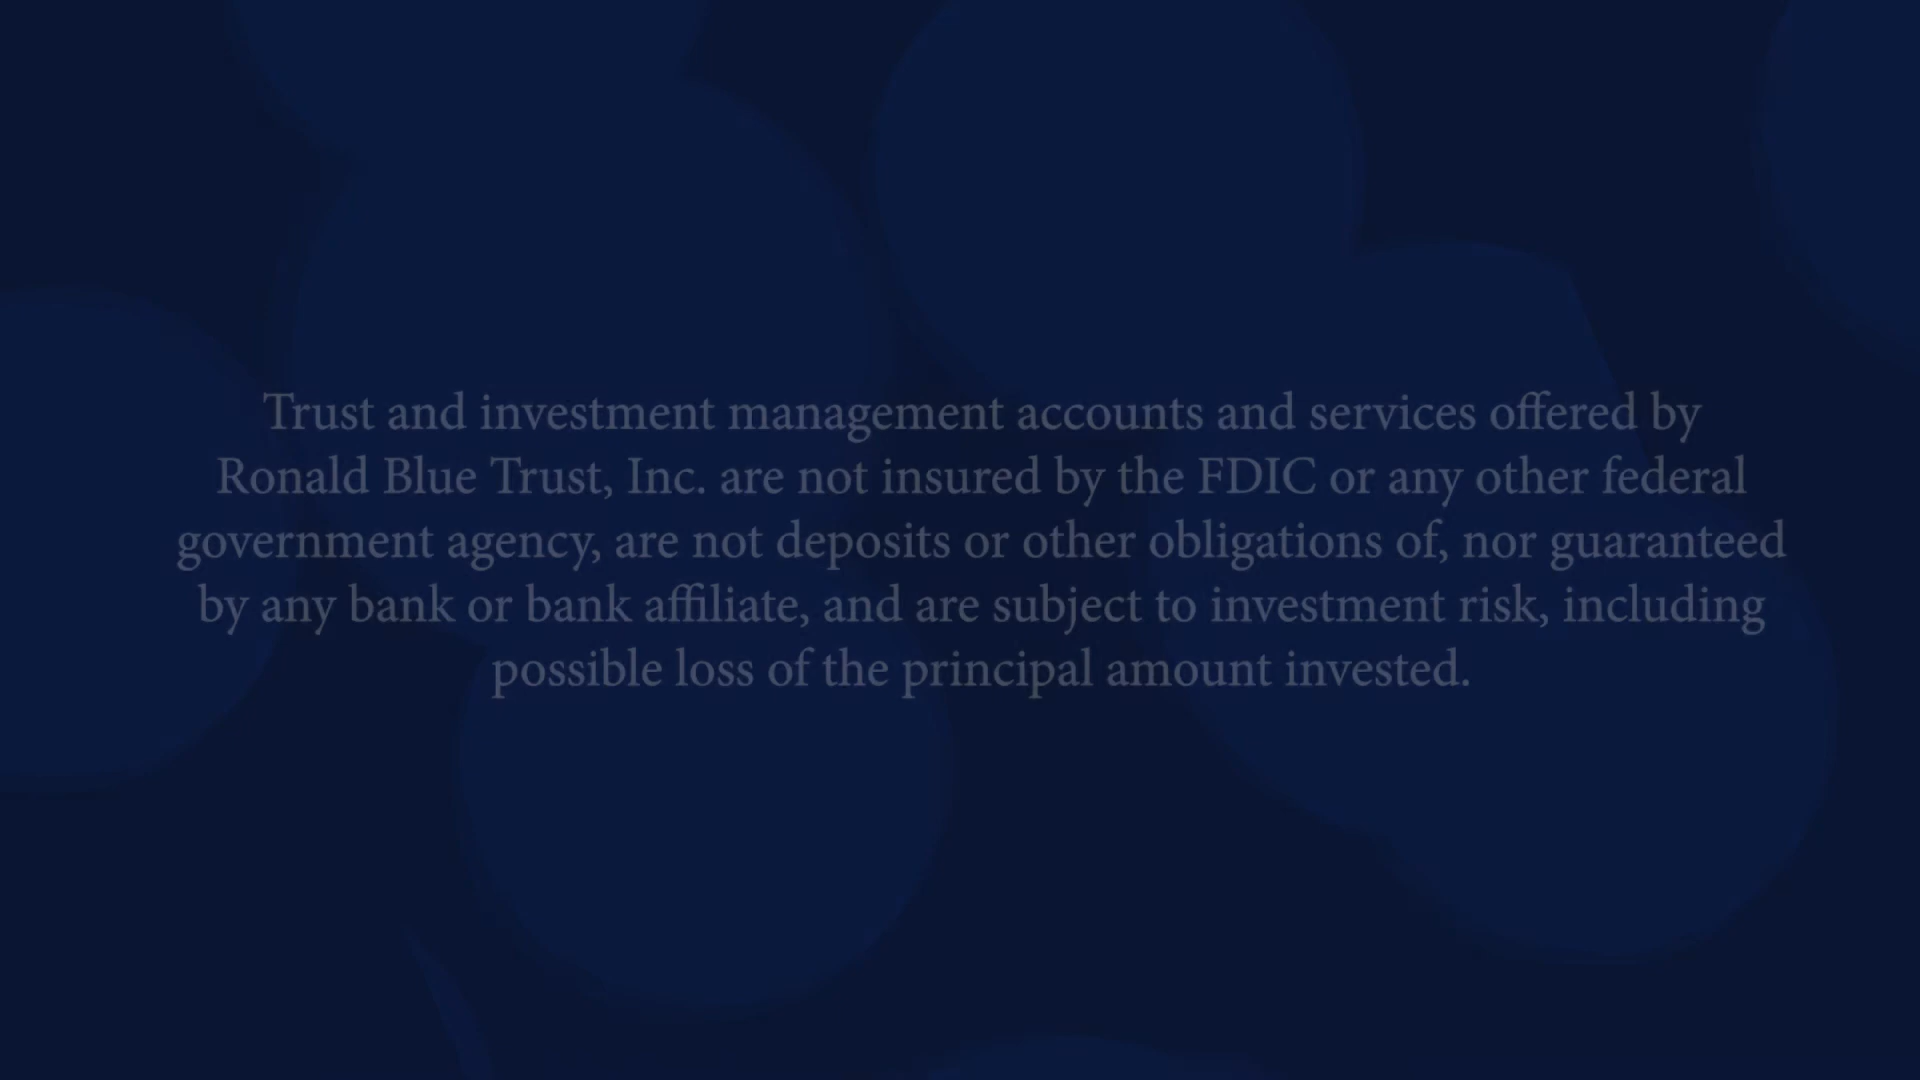 Trust and investment management accounts and services offered by
Ronald Blue Trust, Inc. are not insured by the FDIC or any other federal
government agency, are not deposits or other obligations of, nor guaranteed
by any bank or bank affiliate, and are subject to investment risk, including
possible loss of the principal amount invested.